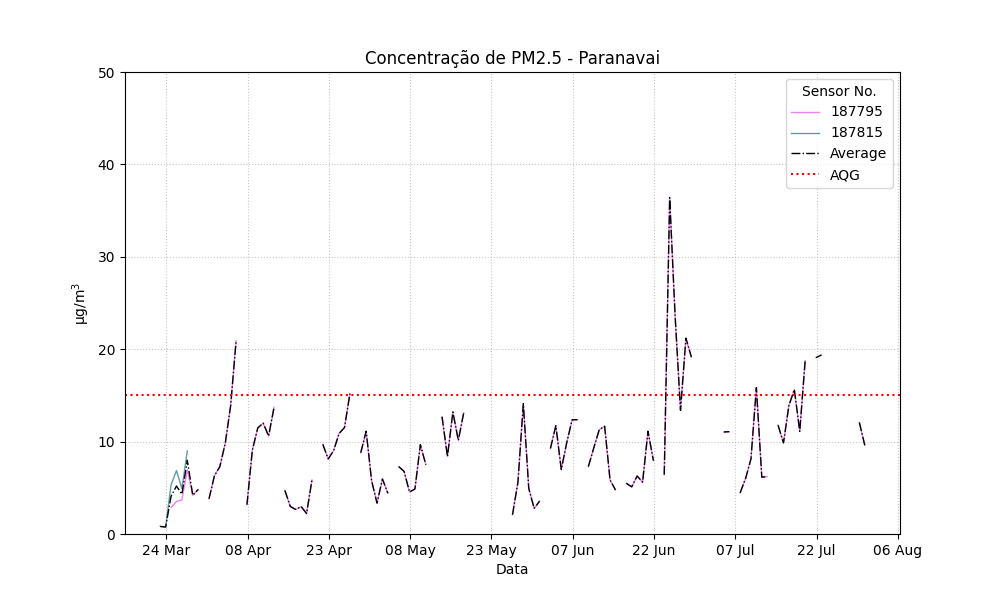 Concentração de PM2.5 - Paranavai
Sensor No.
187795
187815
Average
AQG
50
40
30
20
10
0
µg/m³
24 Mar
08 Apr
23 Apr
08 May
23 May
07 Jun
22 Jun
07 Jul
22 Jul
06 Aug
Data